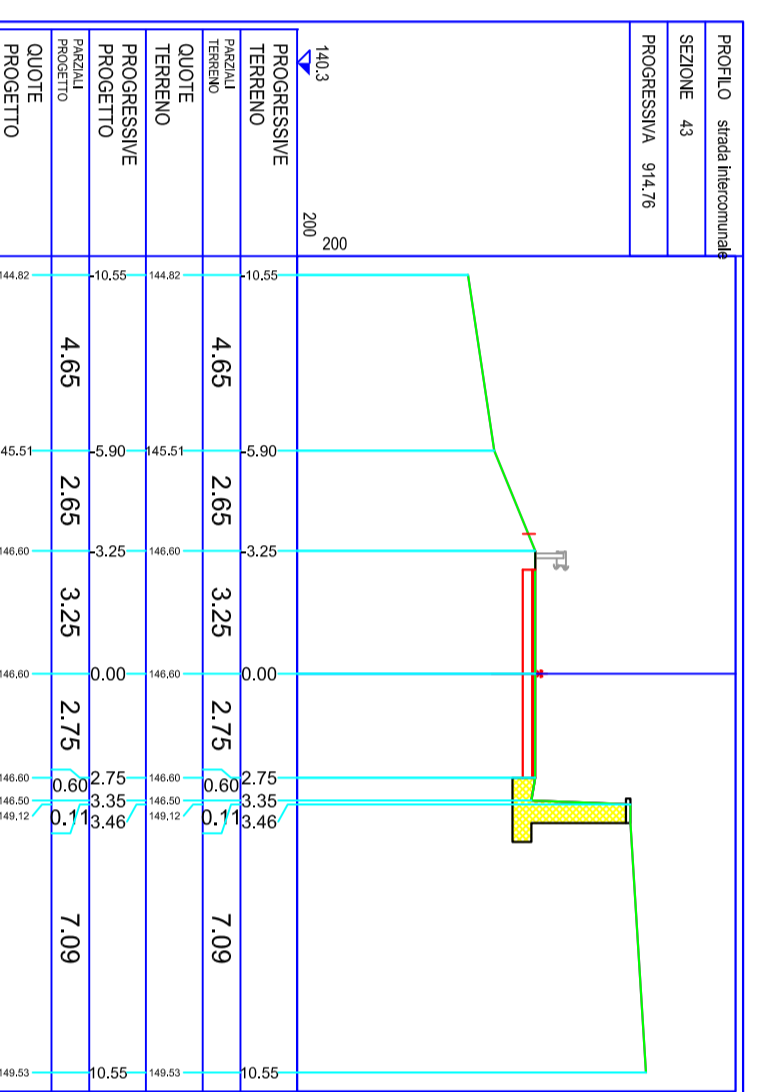 PROFILO strada intercomunale
SEZIONE 43
PROGRESSIVA 914.76
140.3
200
200
PROGRESSIVE TERRENO
-10.55 -5.90 -3.25 0.00 2.75 3.35 3.46 10.55
PARZIALI TERRENO
4.65 2.65 3.25 2.75 0.60 0.11 7.09
QUOTE TERRENO
144.82 145.51 146.60 146.60 146.60 146.50 149.12 149.53
PROGRESSIVE PROGETTO
-10.55 -5.90 -3.25 0.00 2.75 3.35 3.46 10.55
PARZIALI PROGETTO
4.65 2.65 3.25 2.75 0.60 0.11 7.09
QUOTE PROGETTO
144.82 45.51 146.60 146.60 146.60 146.50 149.12 149.53